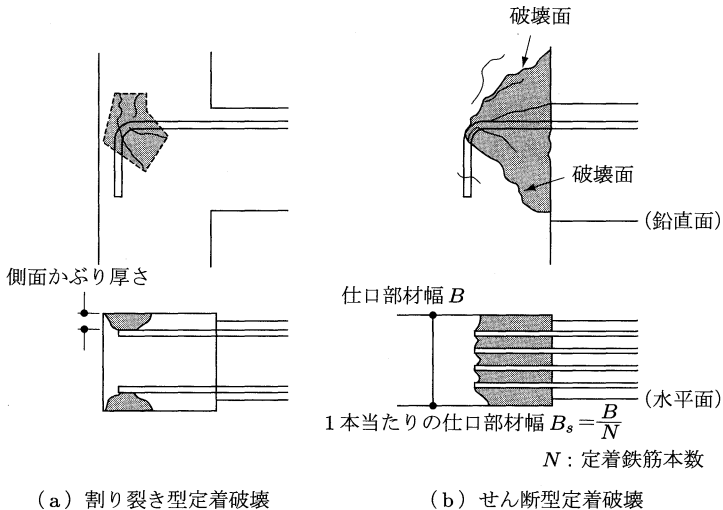 破壊面
破壊面
(鉛直面)
側面かぶり厚さ
仕口部材幅 B
(水平面)
1本当たりの仕口部材幅 Bs=B/N
N：定着鉄筋本数
(a) 割り裂き型定着破壊
(b) せん断型定着破壊